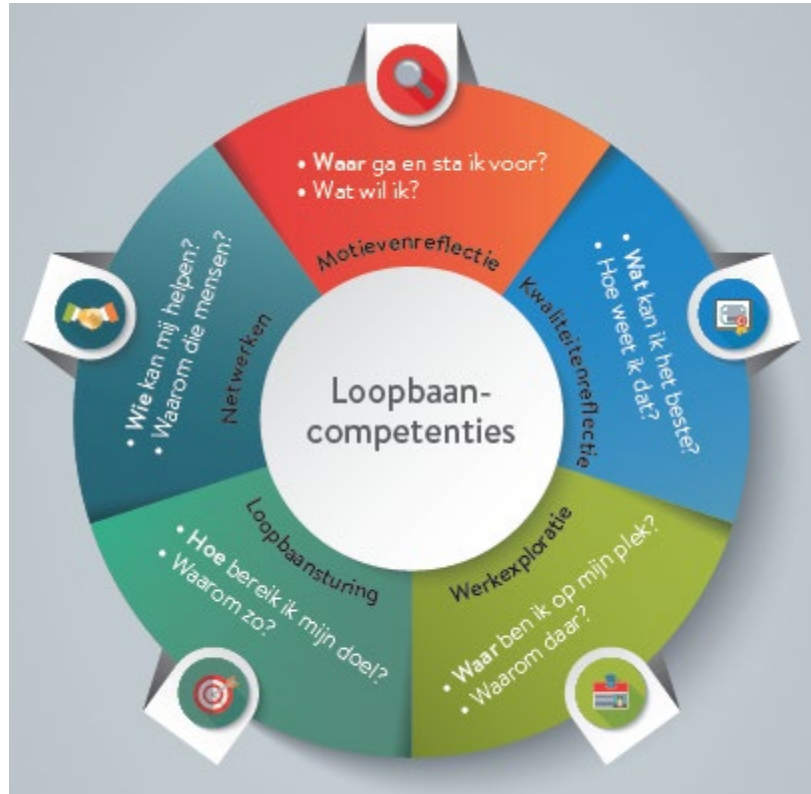 • Waar ga en sta ik voor?
• Wat wil ik?
Motievenreflectie
• Wat kan ik het beste?
• Hoe weet ik dat?
Kwaliteitenreflectie
• Waar ben ik op mijn plek?
• Waarom daar?
Werkexploratie
• Hoe bereik ik mijn doel?
• Waarom zo?
Loopbaansturing
• Wie kan mij helpen?
• Waarom die mensen?
Netwerken
Loopbaan-
competenties